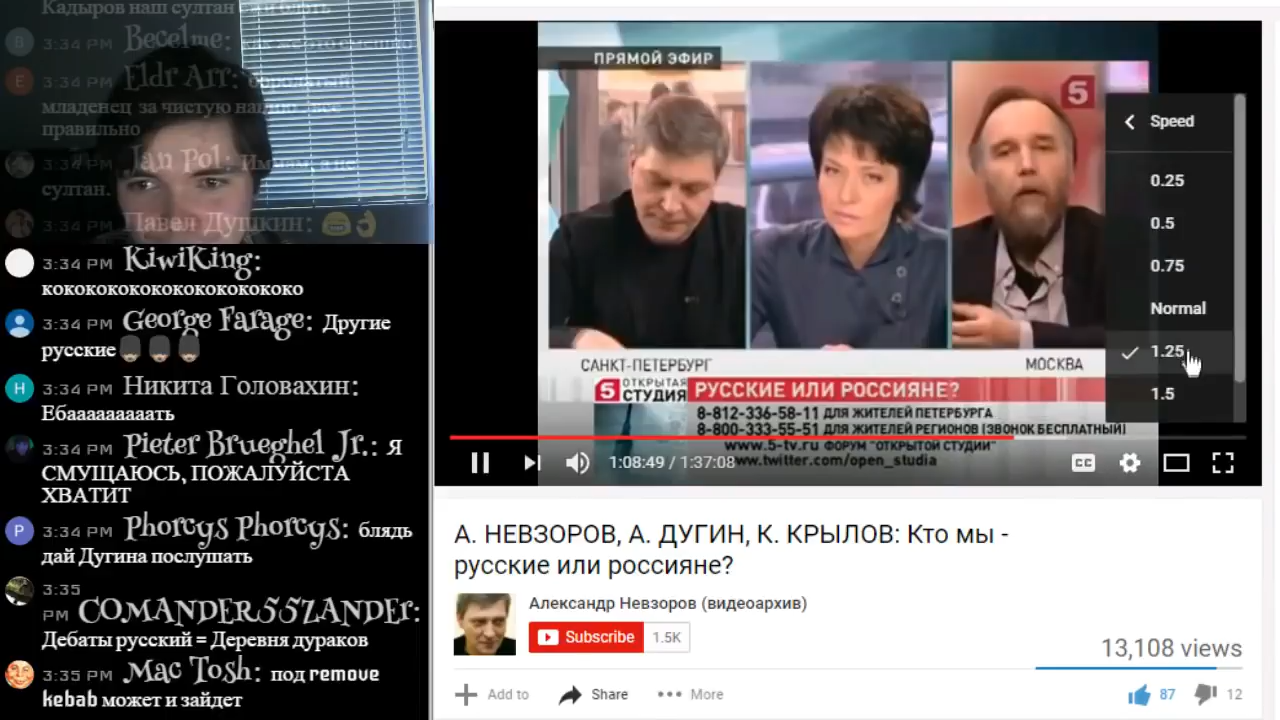 Кадыров наш султан
3:34 PM Become:
3:34 PM Eldr Arr: бородатый
младенец за чистую нацию, все
правильно
3:34 PM Jan Pol: Имам, а не
султан.
3:34 PM Павел Душкин: 😁👌
3:34 PM KiwiKing:
кокококококококококококо
3:34 PM George Farage: Другие
русские
3:34 PM Никита Головахин:
Ебааааааааать
3:34 PM Pieter Brueghel Jr.: Я
СМУЩАЮСЬ, ПОЖАЛУЙСТА
ХВАТИТ
3:34 PM Phorcys Phorcys: блядь
дай Дугина послушать
3:35
PM COMANDER55ZANDEr:
Дебаты русский = Деревня дураков
3:35 PM Mac Tosh: под remove
kebab может и зайдет
ПРЯМОЙ ЭФИР
5
Speed
0.25
0.5
0.75
Normal
1.25
1.5
САНКТ-ПЕТЕРБУРГ МОСКВА
5 ОТКРЫТАЯ СТУДИЯ РУССКИЕ ИЛИ РОССИЯНЕ?
8-812-336-58-11 ДЛЯ ЖИТЕЛЕЙ ПЕТЕРБУРГА
8-800-333-55-51 ДЛЯ ЖИТЕЛЕЙ РЕГИОНОВ (ЗВОНОК БЕСПЛАТНЫЙ)
www.5-tv.ru ФОРУМ "ОТКРЫТОЙ СТУДИИ"
www.twitter.com/open_studia
1:08:49 / 1:37:08 CC
А. НЕВЗОРОВ, А. ДУГИН, К. КРЫЛОВ: Кто мы -
русские или россияне?
Александр Невзоров (видеоархив)
Subscribe 1.5K
13,108 views
Add to Share More 87 12